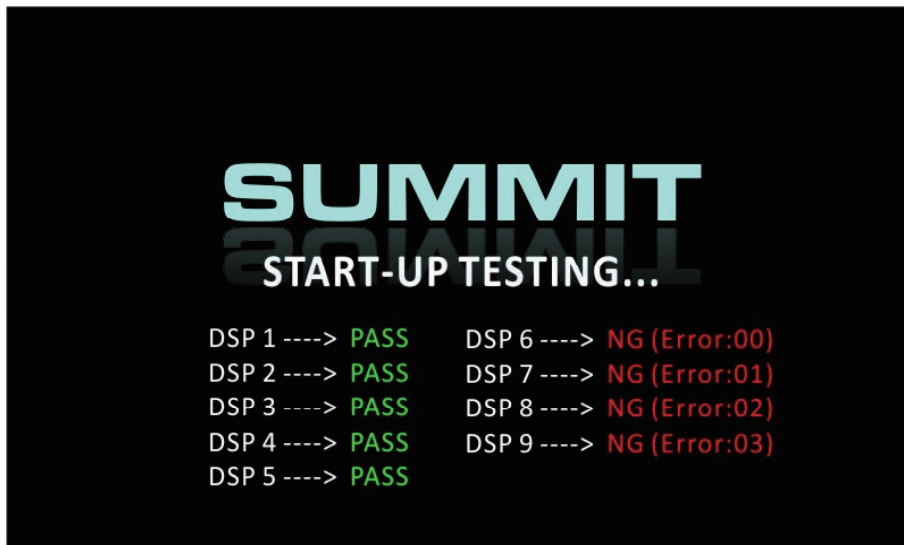 SUMMIT
START-UP TESTING...
DSP 1 ----> PASS
DSP 2 ----> PASS
DSP 3 ----> PASS
DSP 4 ----> PASS
DSP 5 ----> PASS
DSP 6 ----> NG (Error:00)
DSP 7 ----> NG (Error:01)
DSP 8 ----> NG (Error:02)
DSP 9 ----> NG (Error:03)